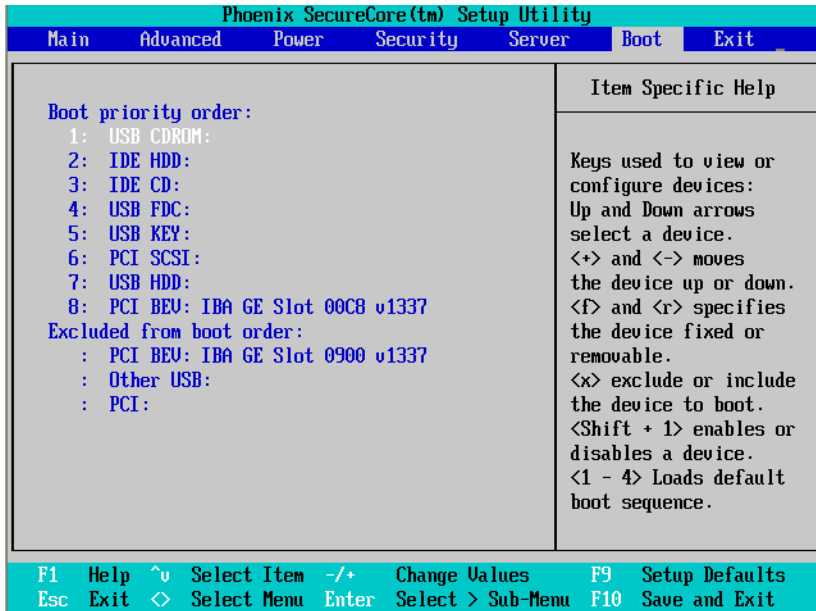 Phoenix SecureCore(tm) Setup Utility
Main Advanced Power Security Server Boot Exit
Item Specific Help
Boot priority order:
1: USB CDROM:
2: IDE HDD:
3: IDE CD:
4: USB FDC:
5: USB KEY:
6: PCI SCSI:
7: USB HDD:
8: PCI BEV: IBA GE Slot 00C8 v1337
Excluded from boot order:
: PCI BEV: IBA GE Slot 0900 v1337
: Other USB:
: PCI:
Keys used to view or
configure devices:
Up and Down arrows
select a device.
<+> and <-> moves
the device up or down.
<f> and <r> specifies
the device fixed or
removable.
<x> exclude or include
the device to boot.
<Shift + 1> enables or
disables a device.
<1 - 4> Loads default
boot sequence.
F1 Help ^v Select Item -/+ Change Values F9 Setup Defaults
Esc Exit <> Select Menu Enter Select > Sub-Menu F10 Save and Exit